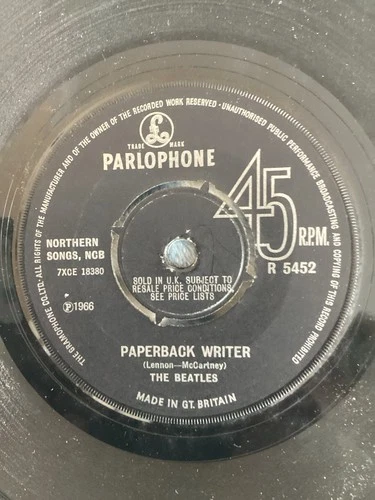 THE GRAMOPHONE CO. LTD. · ALL RIGHTS OF THE MANUFACTURER AND OF THE OWNER OF THE RECORDED WORK RESERVED · UNAUTHORISED PUBLIC PERFORMANCE BROADCASTING AND COPYING OF THIS RECORD PROHIBITED
£
TRADE MARK
PARLOPHONE
45 R.P.M.
R 5452
NORTHERN
SONGS, NCB
7XCE 18380
℗1966
SOLD IN U.K. SUBJECT TO
RESALE PRICE CONDITIONS,
SEE PRICE LISTS
PAPERBACK WRITER
(Lennon—McCartney)
THE BEATLES
MADE IN GT. BRITAIN